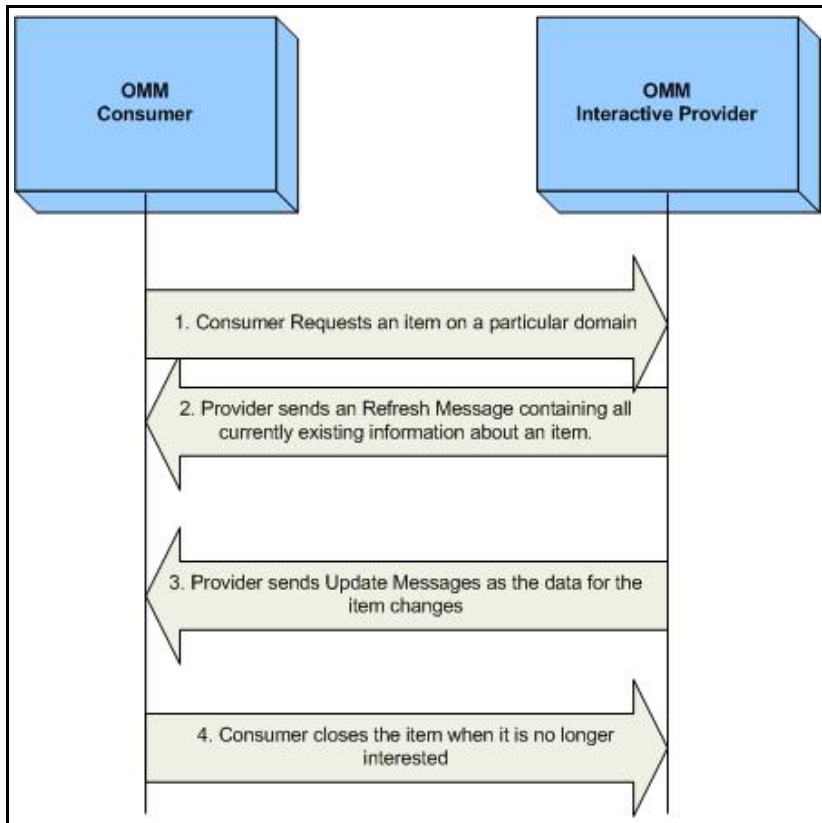 OMM
Consumer
OMM
Interactive Provider
1. Consumer Requests an item on a particular domain
2. Provider sends an Refresh Message containing all
currently existing information about an item.
3. Provider sends Update Messages as the data for the
item changes
4. Consumer closes the item when it is no longer
interested